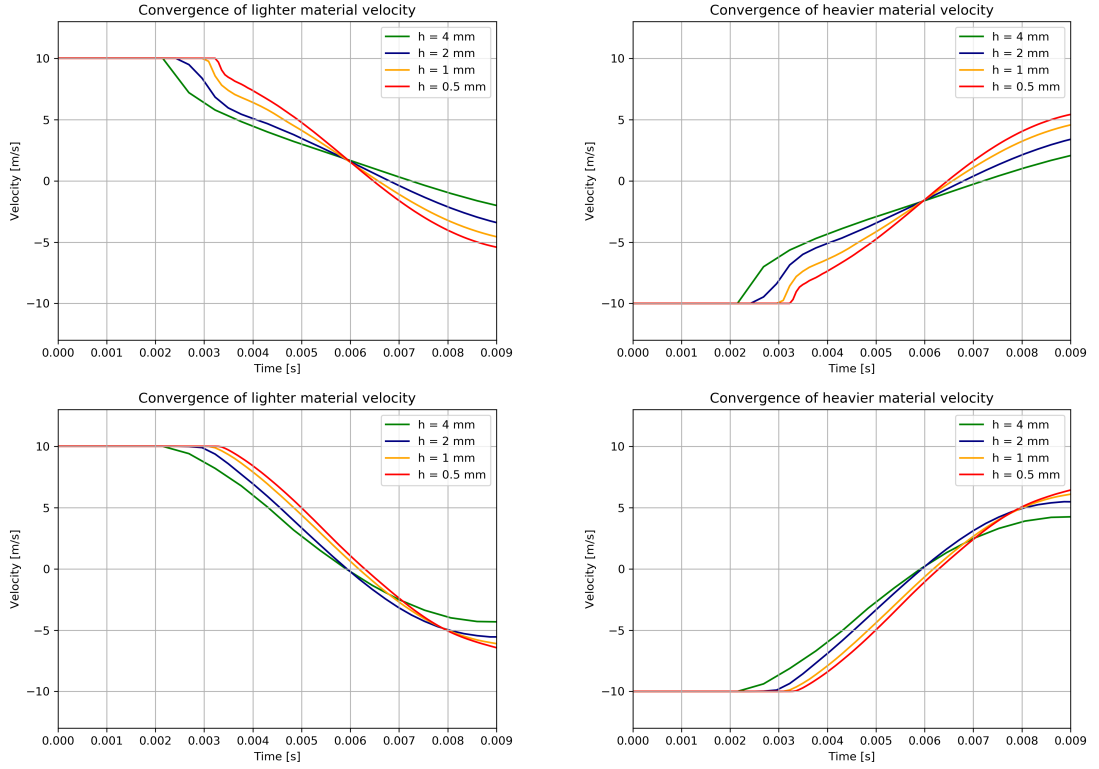 Convergence of lighter material velocity
h = 4 mm
h = 2 mm
h = 1 mm
h = 0.5 mm
10
5
0
−5
−10
Velocity [m/s]
0.000 0.001 0.002 0.003 0.004 0.005 0.006 0.007 0.008 0.009
Time [s]
Convergence of heavier material velocity
h = 4 mm
h = 2 mm
h = 1 mm
h = 0.5 mm
10
5
0
−5
−10
Velocity [m/s]
0.000 0.001 0.002 0.003 0.004 0.005 0.006 0.007 0.008 0.009
Time [s]
Convergence of lighter material velocity
h = 4 mm
h = 2 mm
h = 1 mm
h = 0.5 mm
10
5
0
−5
−10
Velocity [m/s]
0.000 0.001 0.002 0.003 0.004 0.005 0.006 0.007 0.008 0.009
Time [s]
Convergence of heavier material velocity
h = 4 mm
h = 2 mm
h = 1 mm
h = 0.5 mm
10
5
0
−5
−10
Velocity [m/s]
0.000 0.001 0.002 0.003 0.004 0.005 0.006 0.007 0.008 0.009
Time [s]